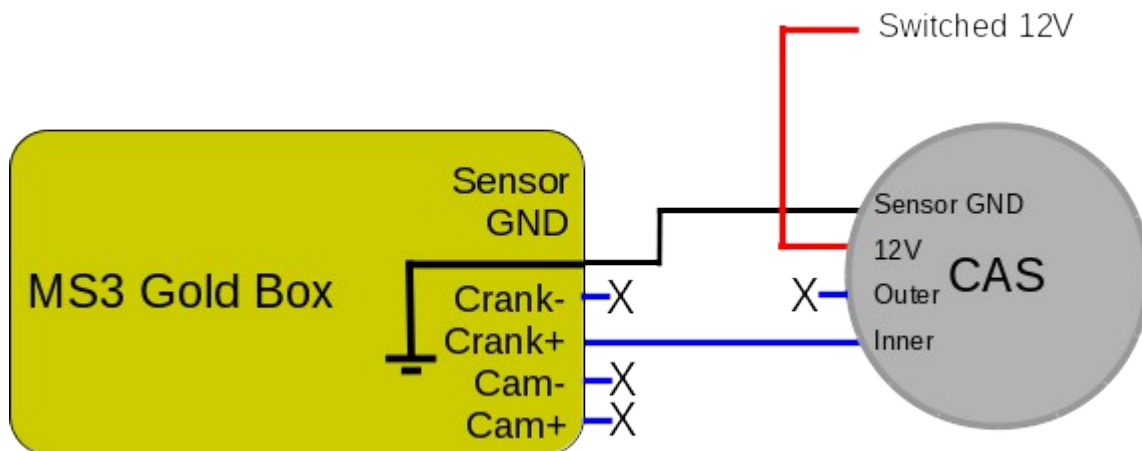 Switched 12V
Sensor
GND
MS3 Gold Box
Crank-
Crank+
Cam-
Cam+
X
X
X
X
Sensor GND
12V
CAS
Outer
Inner